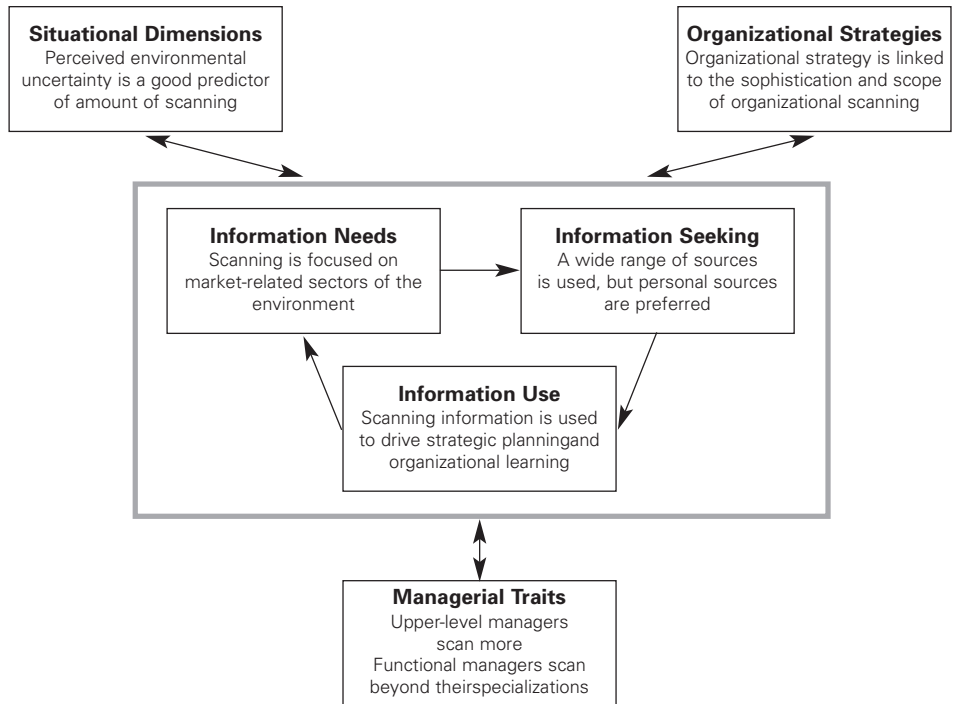 Situational Dimensions
Perceived environmental
uncertainty is a good predictor
of amount of scanning
Organizational Strategies
Organizational strategy is linked
to the sophistication and scope
of organizational scanning
Information Needs
Scanning is focused on
market-related sectors of the
environment
Information Seeking
A wide range of sources
is used, but personal sources
are preferred
Information Use
Scanning information is used
to drive strategic planningand
organizational learning
Managerial Traits
Upper-level managers
scan more
Functional managers scan
beyond theirspecializations